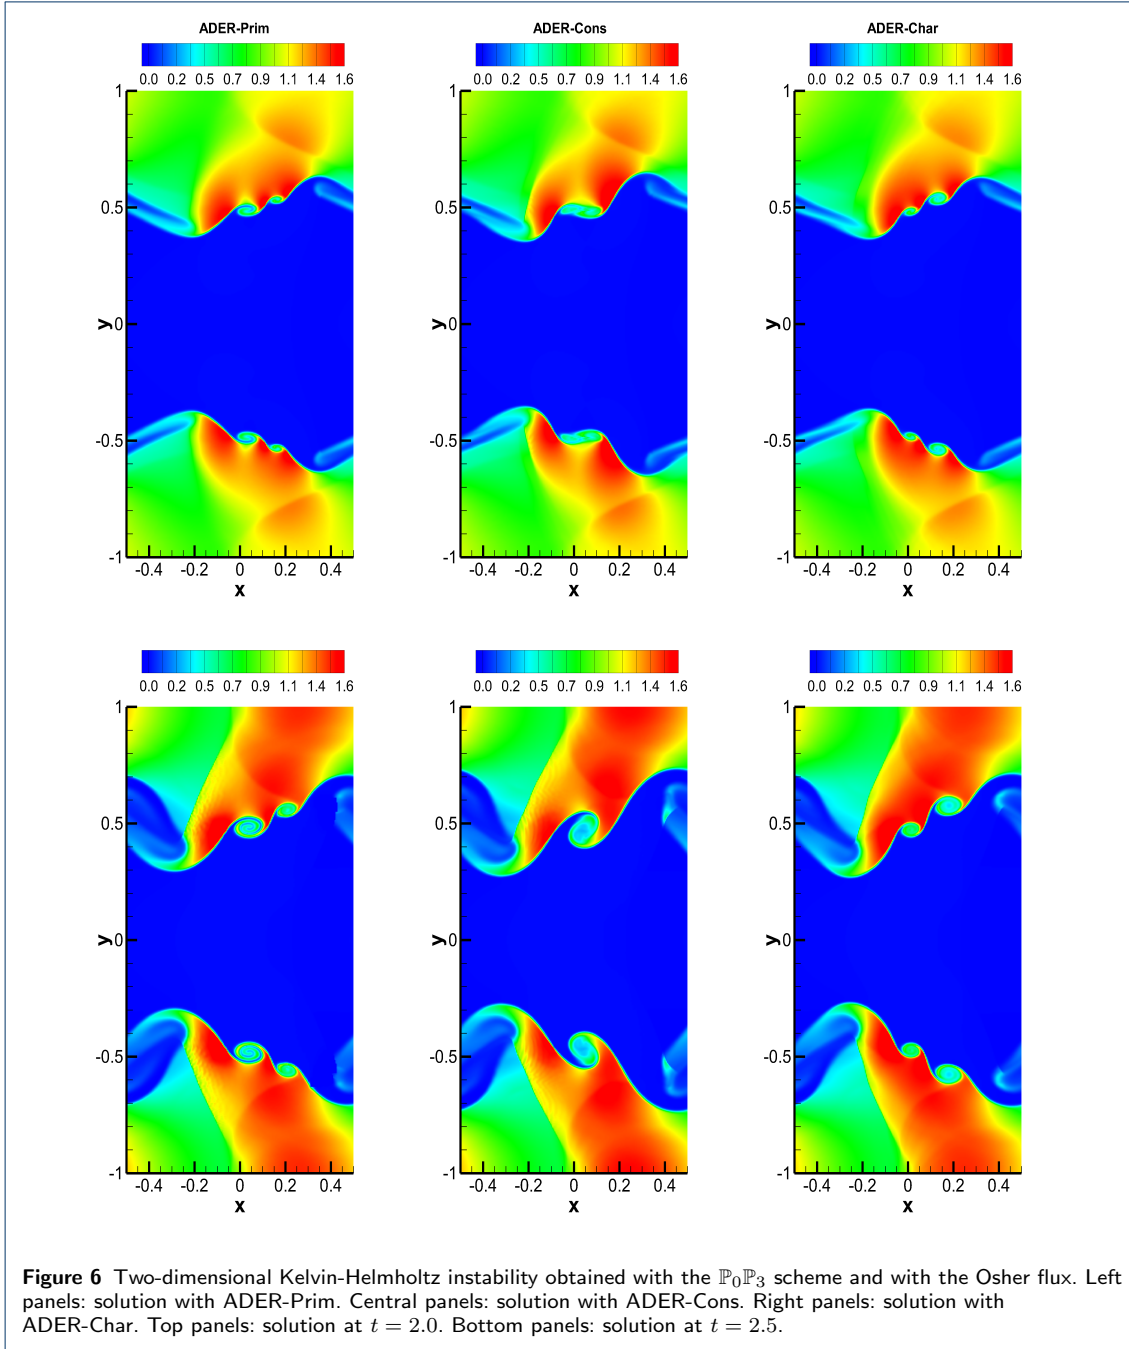 ADER-Prim ADER-Cons ADER-Char
0.0 0.2 0.5 0.7 0.9 1.1 1.4 1.6 0.0 0.2 0.5 0.7 0.9 1.1 1.4 1.6 0.0 0.2 0.5 0.7 0.9 1.1 1.4 1.6
1 1 1
0.5 0.5 0.5
y 0 y 0 y 0
-0.5 -0.5 -0.5
-1 -1 -1
-0.4 -0.2 0 0.2 0.4 -0.4 -0.2 0 0.2 0.4 -0.4 -0.2 0 0.2 0.4
x x x
0.0 0.2 0.5 0.7 0.9 1.1 1.4 1.6 0.0 0.2 0.5 0.7 0.9 1.1 1.4 1.6 0.0 0.2 0.5 0.7 0.9 1.1 1.4 1.6
1 1 1
0.5 0.5 0.5
y 0 y 0 y 0
-0.5 -0.5 -0.5
-1 -1 -1
-0.4 -0.2 0 0.2 0.4 -0.4 -0.2 0 0.2 0.4 -0.4 -0.2 0 0.2 0.4
x x x
Figure 6 Two-dimensional Kelvin-Helmholtz instability obtained with the ℙ₀ℙ₃ scheme and with the Osher flux. Left
panels: solution with ADER-Prim. Central panels: solution with ADER-Cons. Right panels: solution with
ADER-Char. Top panels: solution at t = 2.0. Bottom panels: solution at t = 2.5.